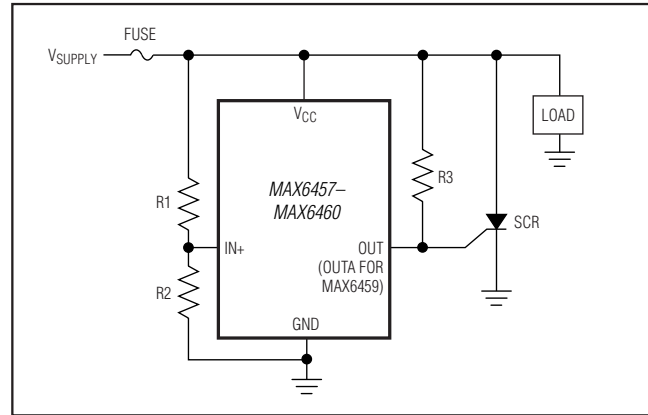 FUSE
VSUPPLY
VCC
LOAD
R1
MAX6457–
MAX6460
R3
SCR
IN+
OUT
(OUTA FOR
MAX6459)
R2
GND